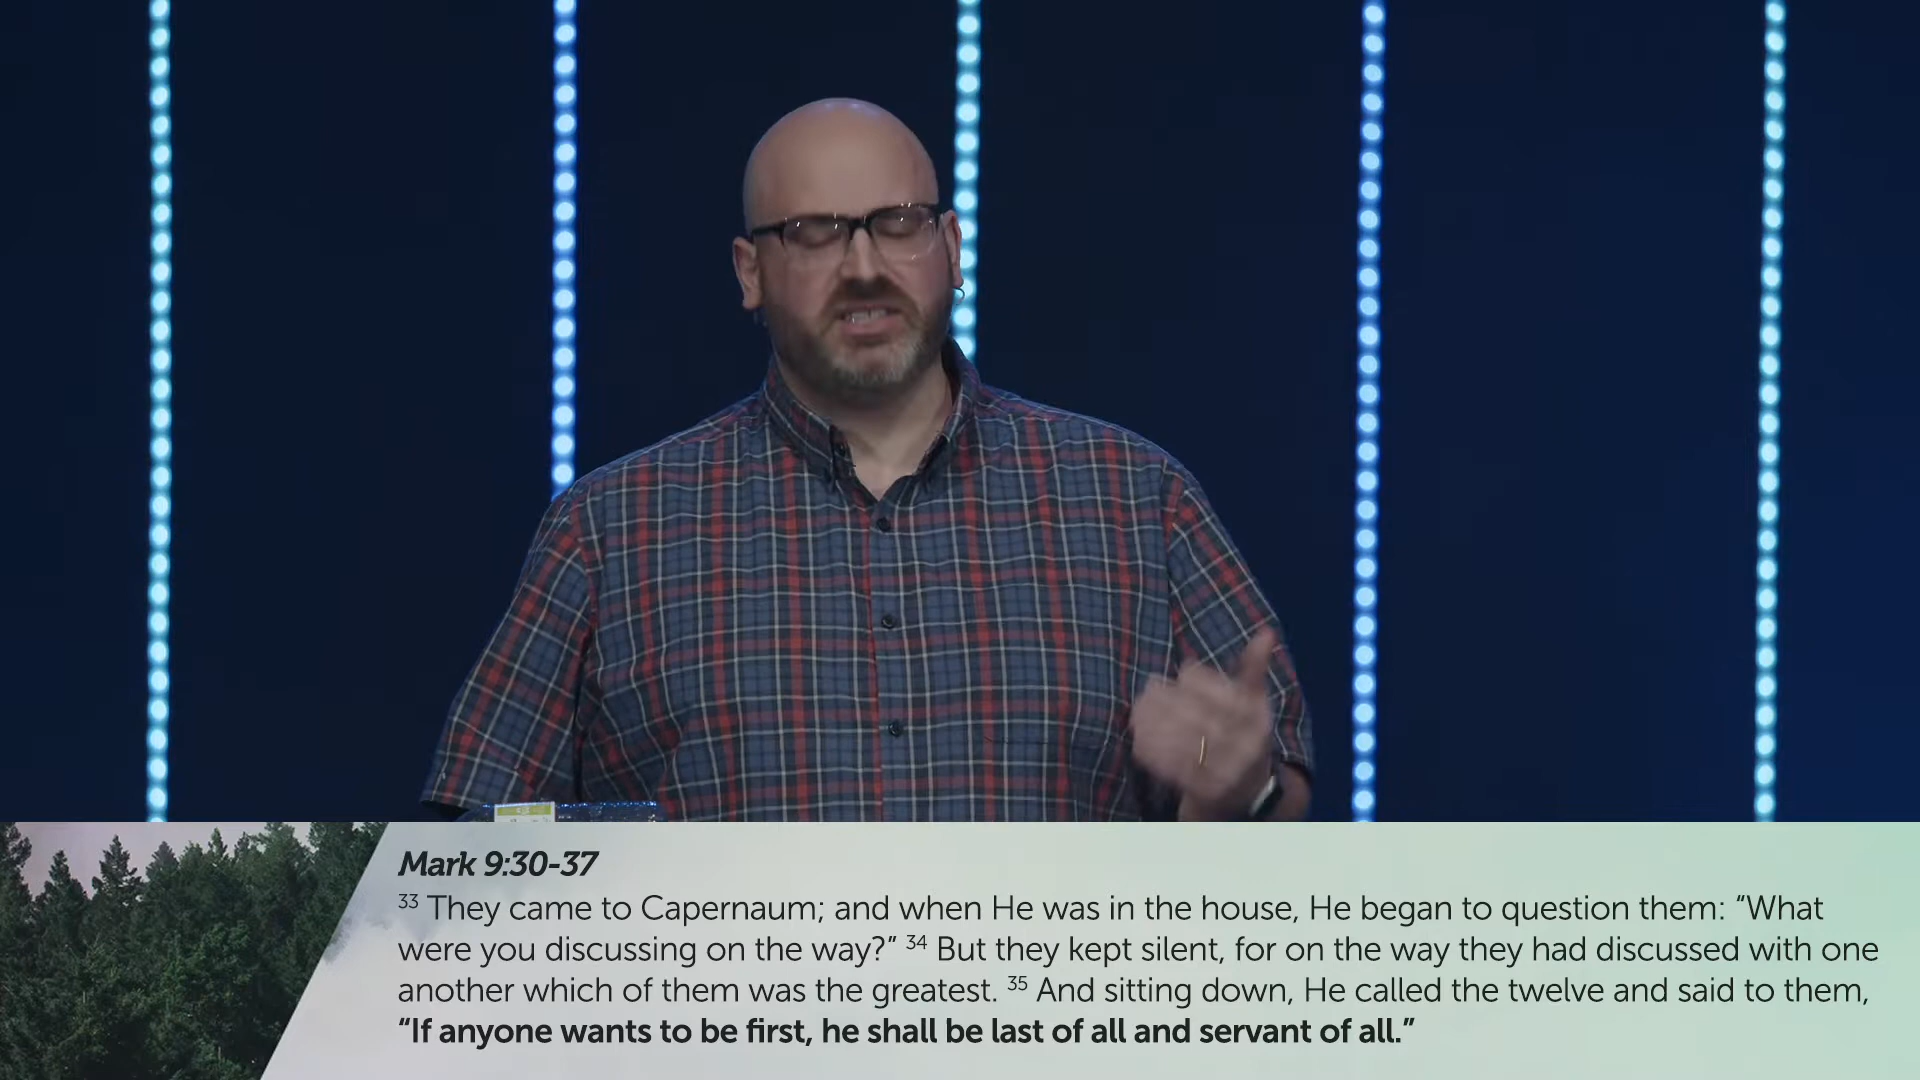 Mark 9:30-37
33 They came to Capernaum; and when He was in the house, He began to question them: “What
were you discussing on the way?” 34 But they kept silent, for on the way they had discussed with one
another which of them was the greatest. 35 And sitting down, He called the twelve and said to them,
“If anyone wants to be first, he shall be last of all and servant of all.”